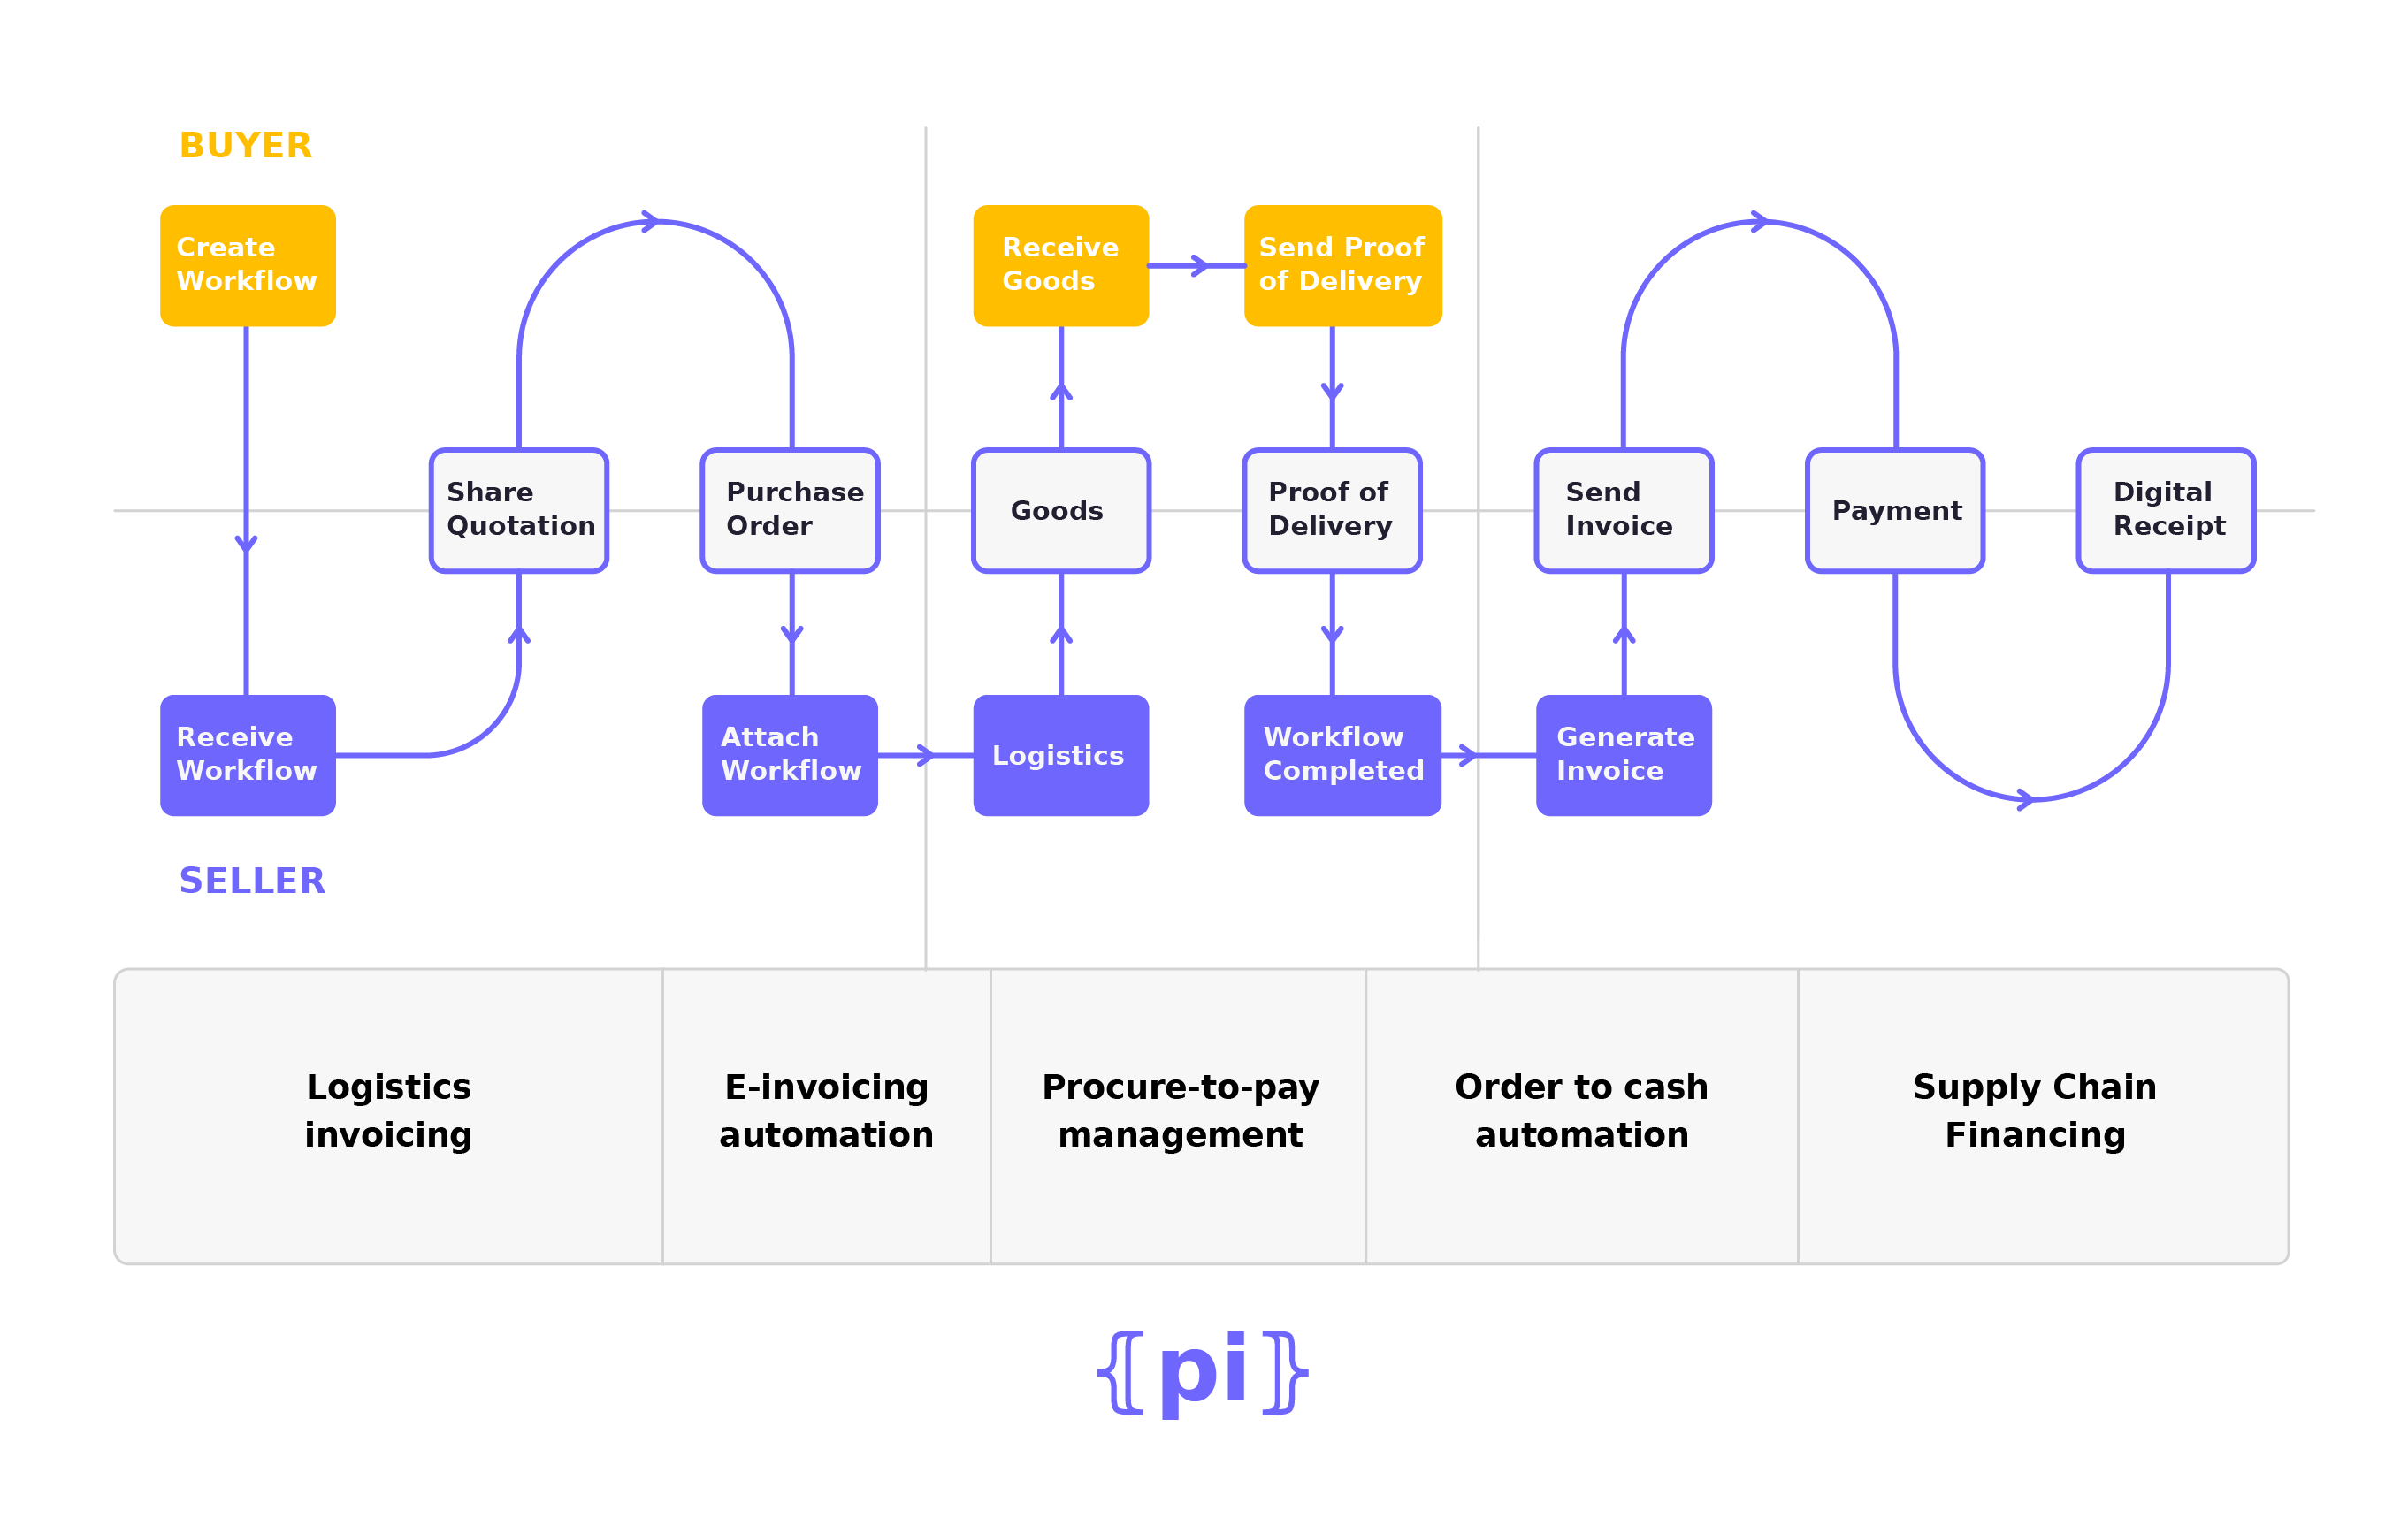 BUYER
Create
Workflow
Receive
Goods
Send Proof
of Delivery
Share
Quotation
Purchase
Order
Goods
Proof of
Delivery
Send
Invoice
Payment
Digital
Receipt
Receive
Workflow
Attach
Workflow
Logistics
Workflow
Completed
Generate
Invoice
SELLER
Logistics
invoicing
E-invoicing
automation
Procure-to-pay
management
Order to cash
automation
Supply Chain
Financing
{[pi]}